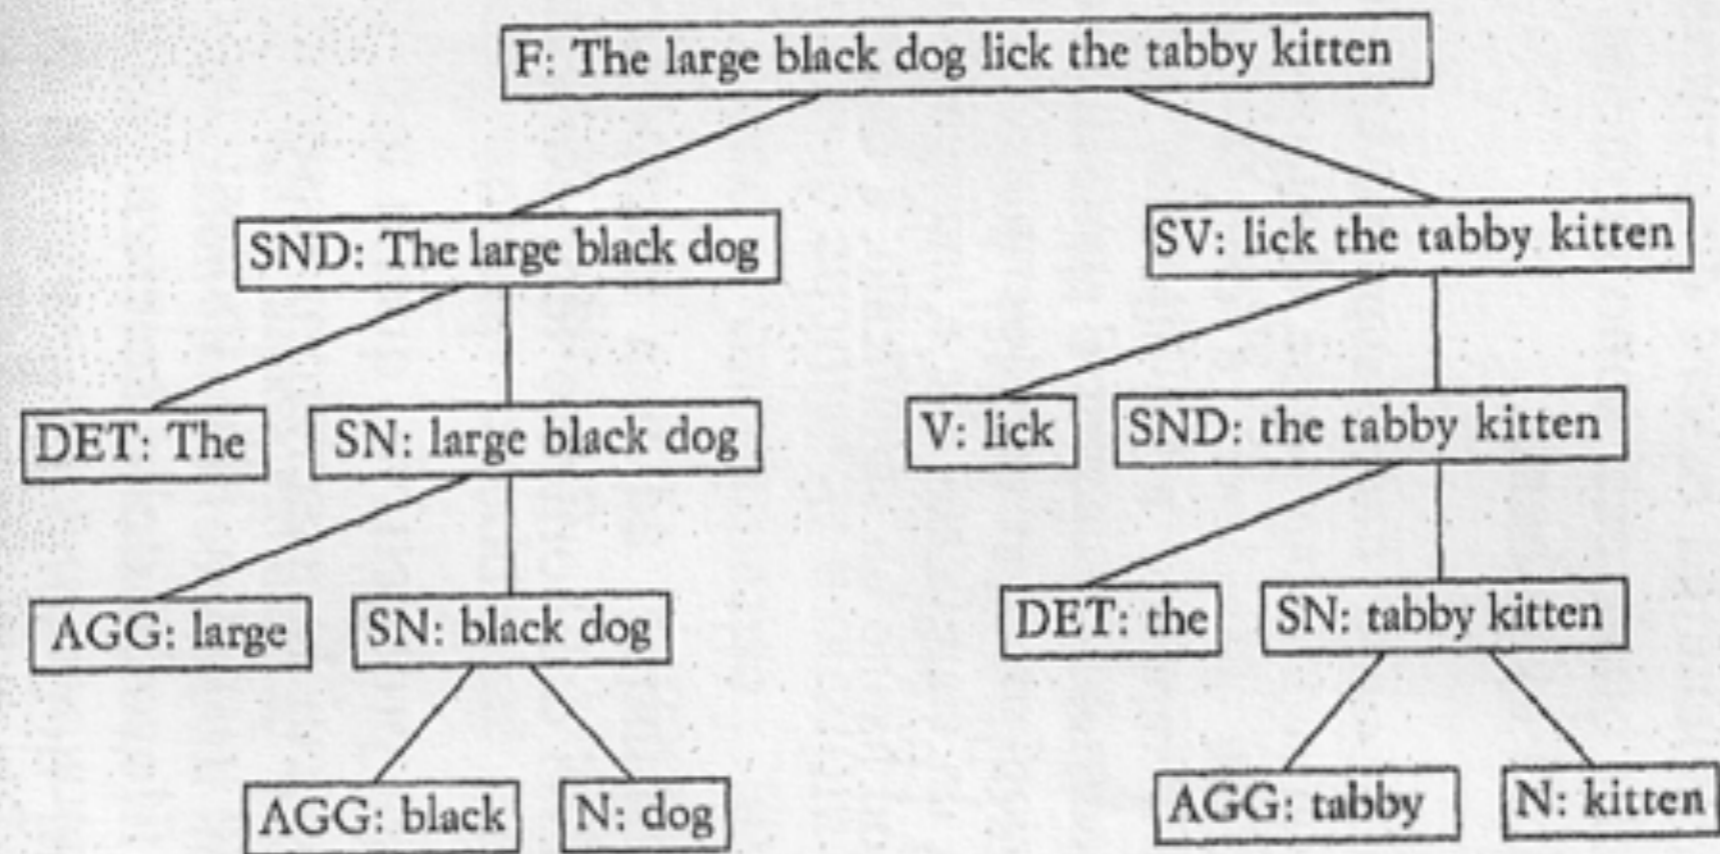 F: The large black dog lick the tabby kitten
SND: The large black dog
SV: lick the tabby kitten
DET: The
SN: large black dog
V: lick
SND: the tabby kitten
AGG: large
SN: black dog
DET: the
SN: tabby kitten
AGG: black
N: dog
AGG: tabby
N: kitten